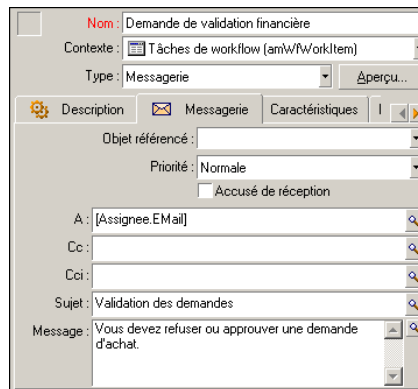 Nom : Demande de validation financière
Contexte : Tâches de workflow (amWfWorkItem)
Type : Messagerie Aperçu...
Description Messagerie Caractéristiques
Objet référencé :
Priorité : Normale
Accusé de réception
A : [Assignee.EMail]
Cc :
Cci :
Sujet : Validation des demandes
Message : Vous devez refuser ou approuver une demande
d'achat.